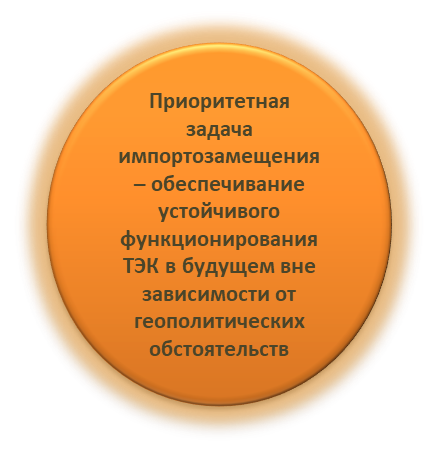 Приоритетная
задача
импортозамещения
– обеспечивание
устойчивого
функционирования
ТЭК в будущем вне
зависимости от
геополитических
обстоятельств